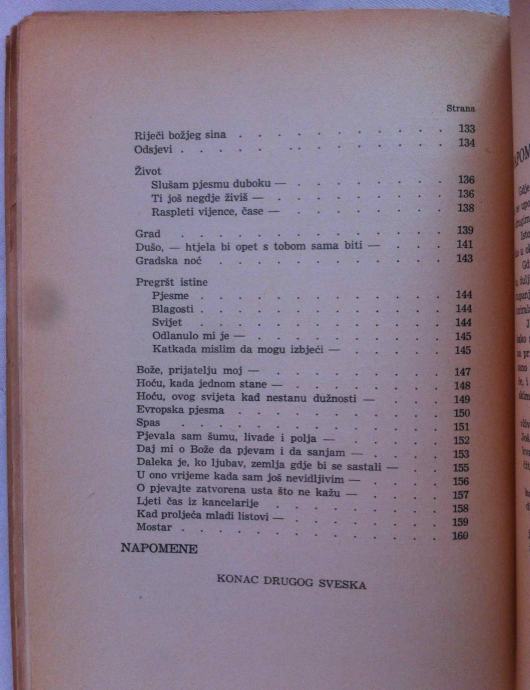 Strana
Riječi božjeg sina . . . . . . . . . . 133
Odsjevi . . . . . . . . . . . . 134
Život
Slušam pjesmu duboku — . . . . . . . 136
Ti još negdje živiš — . . . . . . . . 136
Raspleti vijence, čase — . . . . . . . 138
Grad . . . . . . . . . . . . 139
Dušo, — htjela bi opet s tobom sama biti — . . . 141
Gradska noć . . . . . . . . . . . 143
Pregršt istine
Pjesme . . . . . . . . . . . 144
Blagosti . . . . . . . . . . . 144
Svijet . . . . . . . . . . . 144
Odlanulo mi je — . . . . . . . . 145
Katkada mislim da mogu izbjeći — . . . . 145
Bože, prijatelju moj — . . . . . . . . 147
Hoću, kada jednom stane — . . . . . . . 148
Hoću, ovog svijeta kad nestanu dužnosti — . . . 149
Evropska pjesma . . . . . . . . . . 150
Spas . . . . . . . . . . . . 151
Pjevala sam šumu, livade i polja — . . . . . 152
Daj mi o Bože da pjevam i da sanjam — . . . . 153
Daleka je, ko ljubav, zemlja gdje bi se sastali — . . 155
U ono vrijeme kada sam još nevidljivim — . . . . 156
O pjevajte zatvorena usta što ne kažu — . . . . 157
Ljeti čas iz kancelarije . . . . . . . . 158
Kad proljeća mladi listovi — . . . . . . . 159
Mostar . . . . . . . . . . . . 160
NAPOMENE
KONAC DRUGOG SVESKA